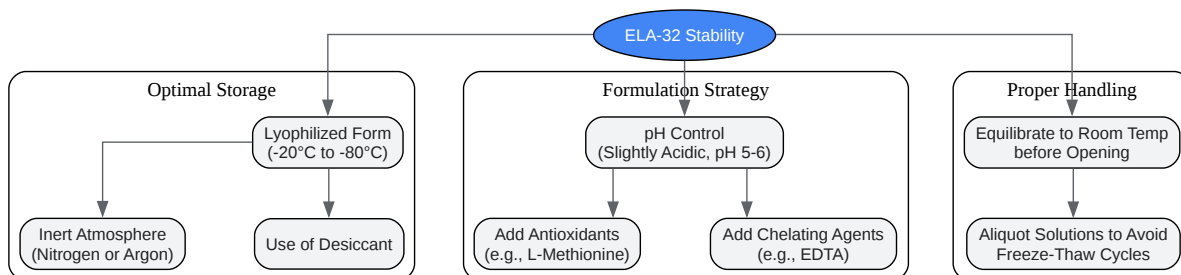 ELA-32 Stability
Optimal Storage
Lyophilized Form
(-20°C to -80°C)
Inert Atmosphere
(Nitrogen or Argon)
Use of Desiccant
Formulation Strategy
pH Control
(Slightly Acidic, pH 5-6)
Add Antioxidants
(e.g., L-Methionine)
Add Chelating Agents
(e.g., EDTA)
Proper Handling
Equilibrate to Room Temp
before Opening
Aliquot Solutions to Avoid
Freeze-Thaw Cycles